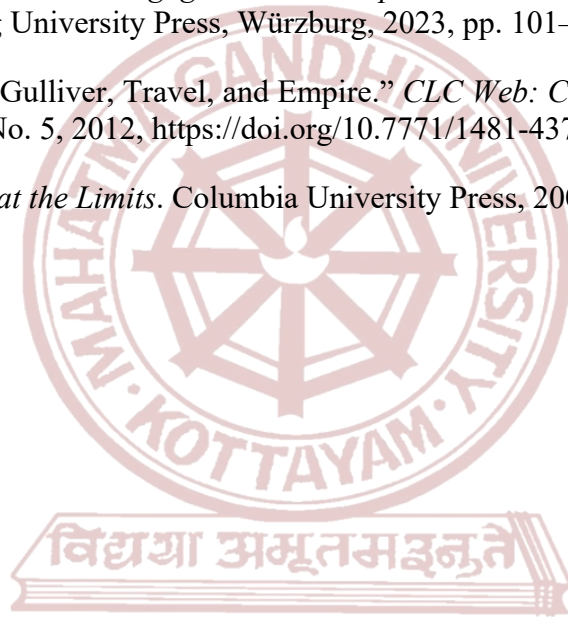 University Press, Würzburg, 2023, pp. 101–
Gulliver, Travel, and Empire.” CLC Web: C
No. 5, 2012, https://doi.org/10.7771/1481-437
at the Limits. Columbia University Press, 200
MAHATMA GANDHI UNIVERSITY
KOTTAYAM
विद्यया अमृतमश्नुते